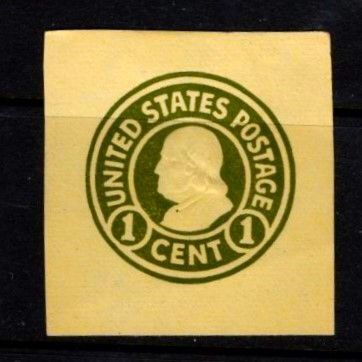 UNITED STATES POSTAGE
1 CENT 1